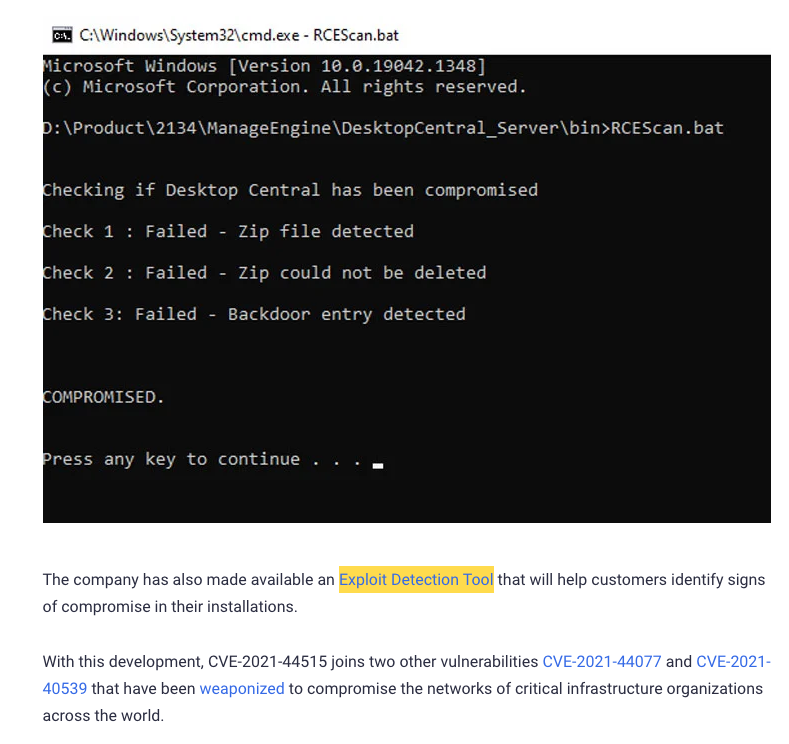 C:\Windows\System32\cmd.exe - RCEScan.bat
Microsoft Windows [Version 10.0.19042.1348]
(c) Microsoft Corporation. All rights reserved.
D:\Product\2134\ManageEngine\DesktopCentral_Server\bin>RCEScan.bat
Checking if Desktop Central has been compromised
Check 1 : Failed - Zip file detected
Check 2 : Failed - Zip could not be deleted
Check 3: Failed - Backdoor entry detected
COMPROMISED.
Press any key to continue . . .
The company has also made available an Exploit Detection Tool that will help customers identify signs
of compromise in their installations.
With this development, CVE-2021-44515 joins two other vulnerabilities CVE-2021-44077 and CVE-2021-
40539 that have been weaponized to compromise the networks of critical infrastructure organizations
across the world.